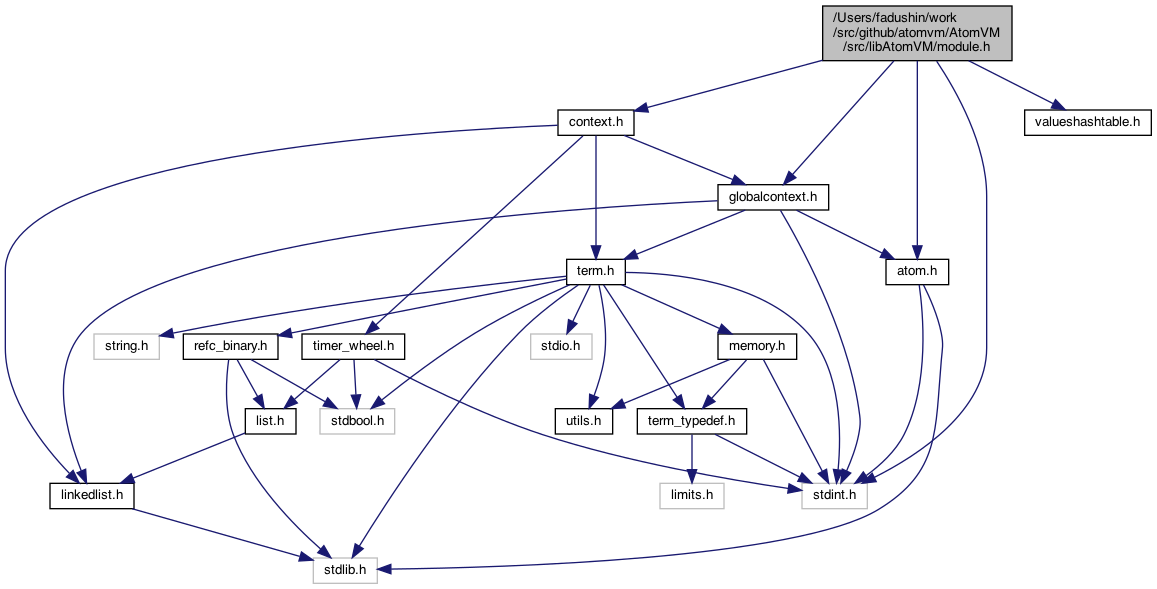 /Users/fadushin/work
/src/github/atomvm/AtomVM
/src/libAtomVM/module.h
context.h
valueshashtable.h
globalcontext.h
term.h
atom.h
string.h
refc_binary.h
timer_wheel.h
stdio.h
memory.h
list.h
stdbool.h
utils.h
term_typedef.h
linkedlist.h
limits.h
stdint.h
stdlib.h